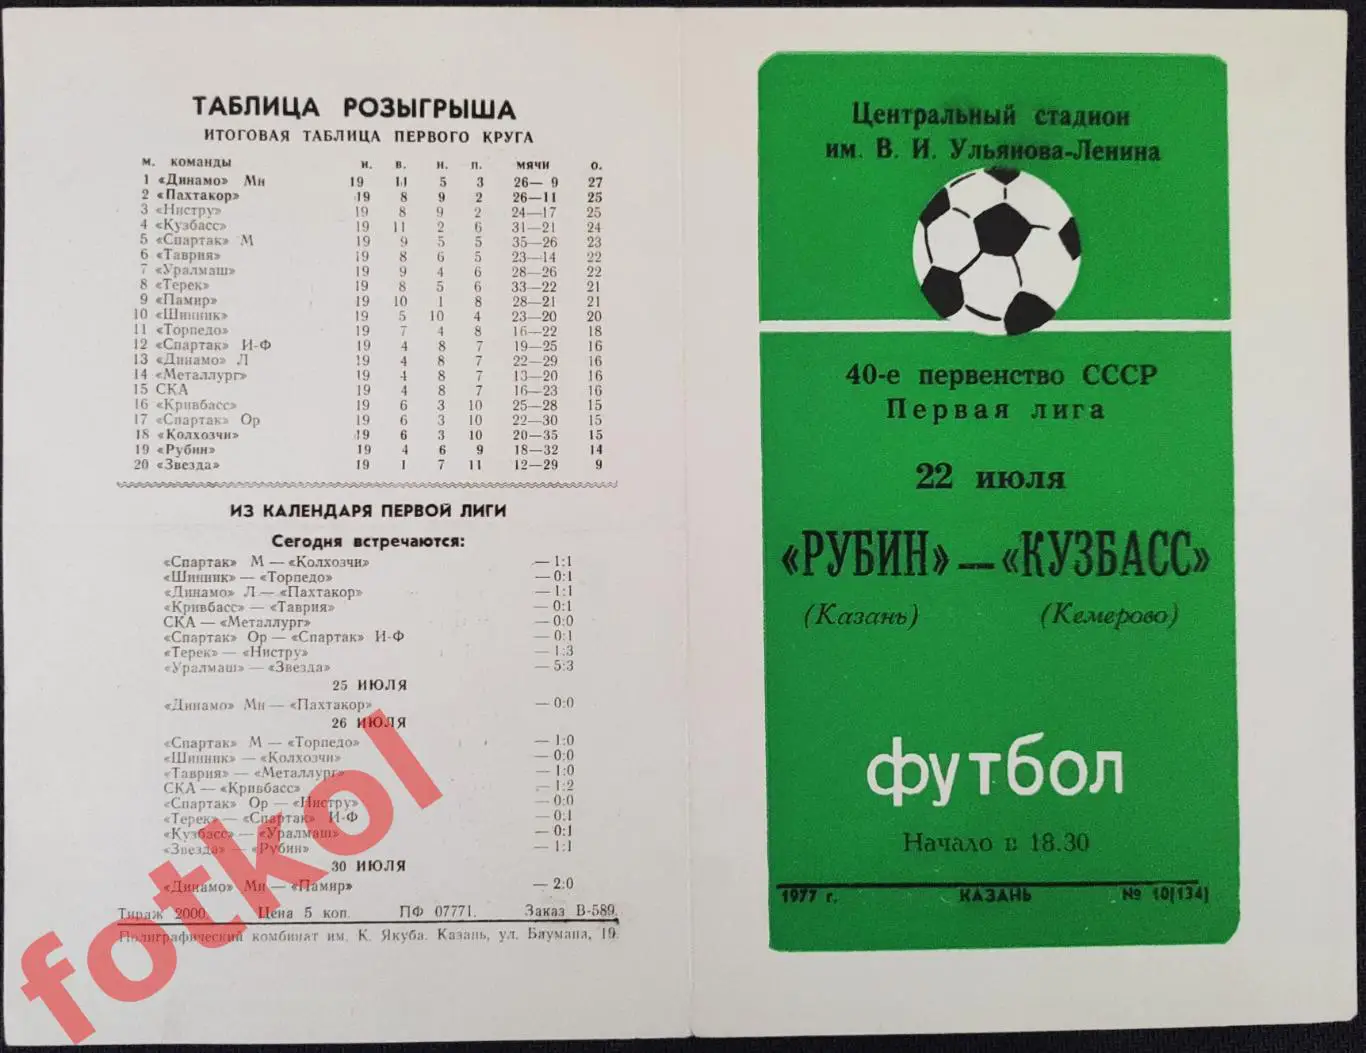 ТАБЛИЦА РОЗЫГРЫША
ИТОГОВАЯ ТАБЛИЦА ПЕРВОГО КРУГА
м. команды и. в. н. п. мячи о.
1 «Динамо» Мн 19 11 5 3 26— 9 27
2 «Пахтакор» 19 8 9 2 26—11 25
3 «Нистру» 19 8 9 2 24—17 25
4 «Кузбасс» 19 11 2 6 31—21 24
5 «Спартак» М 19 9 5 5 35—26 23
6 «Таврия» 19 8 6 5 23—14 22
7 «Уралмаш» 19 9 4 6 28—26 22
8 «Терек» 19 8 5 6 33—22 21
9 «Памир» 19 10 1 8 28—21 21
10 «Шинник» 19 5 10 4 23—20 20
11 «Торпедо» 19 7 4 8 16—22 18
12 «Спартак» И-Ф 19 4 8 7 19—25 16
13 «Динамо» Л 19 4 8 7 22—29 16
14 «Металлург» 19 4 8 7 13—20 16
15 СКА 19 4 8 7 16—23 16
16 «Кривбасс» 19 6 3 10 25—28 15
17 «Спартак» Ор 19 6 3 10 22—30 15
18 «Колхозчи» 19 6 3 10 20—35 15
19 «Рубин» 19 4 6 9 18—32 14
20 «Звезда» 19 1 7 11 12—29 9
ИЗ КАЛЕНДАРЯ ПЕРВОЙ ЛИГИ
Сегодня встречаются:
«Спартак» М — «Колхозчи» — 1:1
«Шинник» — «Торпедо» — 0:1
«Динамо» Л — «Пахтакор» — 1:1
«Кривбасс» — «Таврия» — 0:1
СКА — «Металлург» — 0:0
«Спартак» Ор — «Спартак» И-Ф — 0:1
«Терек» — «Нистру» — 1:3
«Уралмаш» — «Звезда» — 5:3
25 ИЮЛЯ
«Динамо» Мн — «Пахтакор» — 0:0
26 ИЮЛЯ
«Спартак» М — «Торпедо» — 1:0
«Шинник» — «Колхозчи» — 0:0
«Таврия» — «Металлург» — 1:0
СКА — «Кривбасс» — 1:2
«Спартак» Ор — «Нистру» — 0:0
«Терек» — «Спартак» И-Ф — 0:1
«Кузбасс» — «Уралмаш» — 0:1
«Звезда» — «Рубин» — 1:1
30 ИЮЛЯ
«Динамо» Мн — «Памир» — 2:0
Тираж 2000. Цена 5 коп. ПФ 07771. Заказ В-589.
Полиграфический комбинат им. К. Якуба. Казань, ул. Баумана, 19.
Центральный стадион
им. В. И. Ульянова-Ленина
40-е первенство СССР
Первая лига
22 июля
«РУБИН» — «КУЗБАСС»
(Казань) (Кемерово)
футбол
Начало в 18.30
1977 г. КАЗАНЬ № 10(134)
fotkol